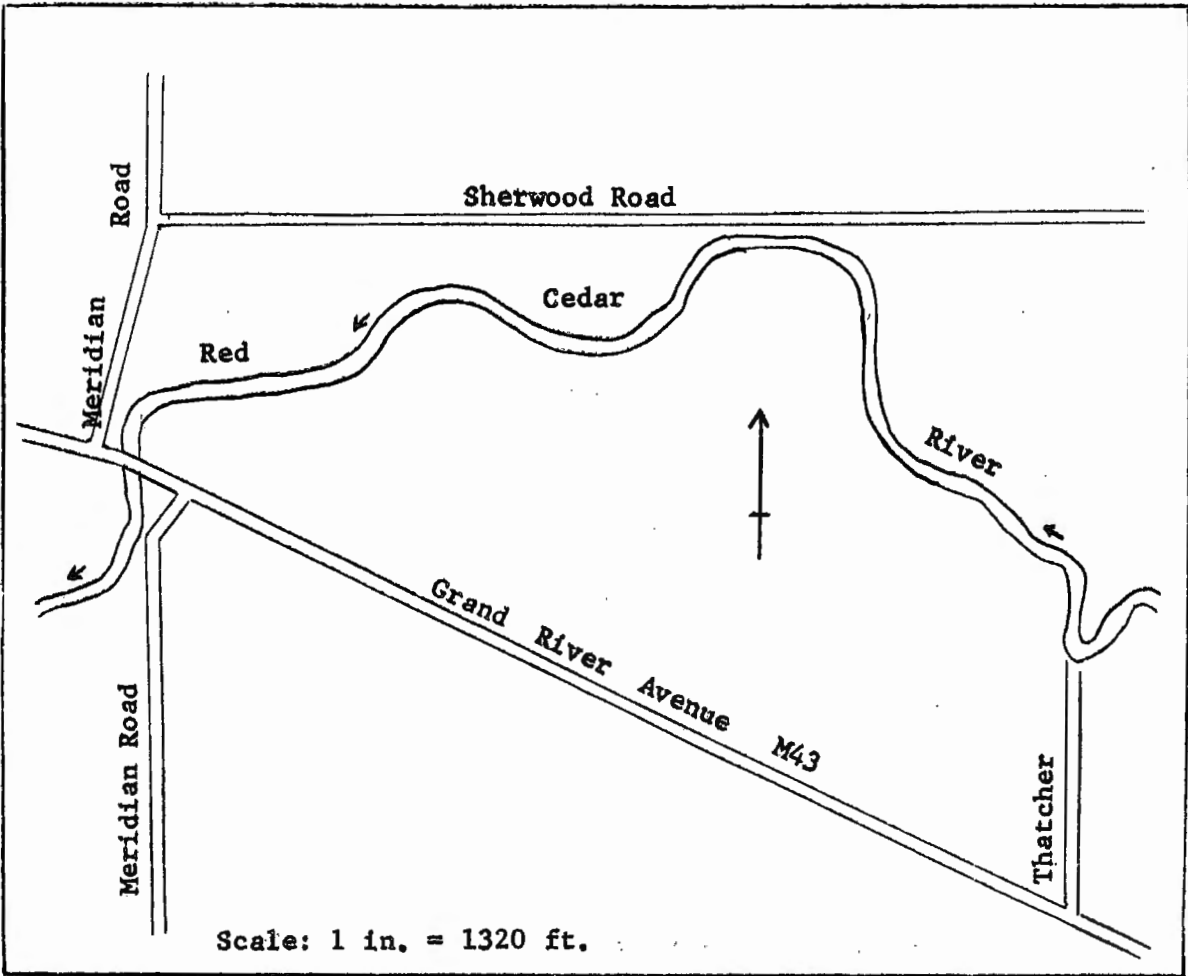 Sherwood Road
Meridian Road
Cedar
Red
River
Grand River Avenue M43
Meridian Road
Thatcher
Scale: 1 in. = 1320 ft.